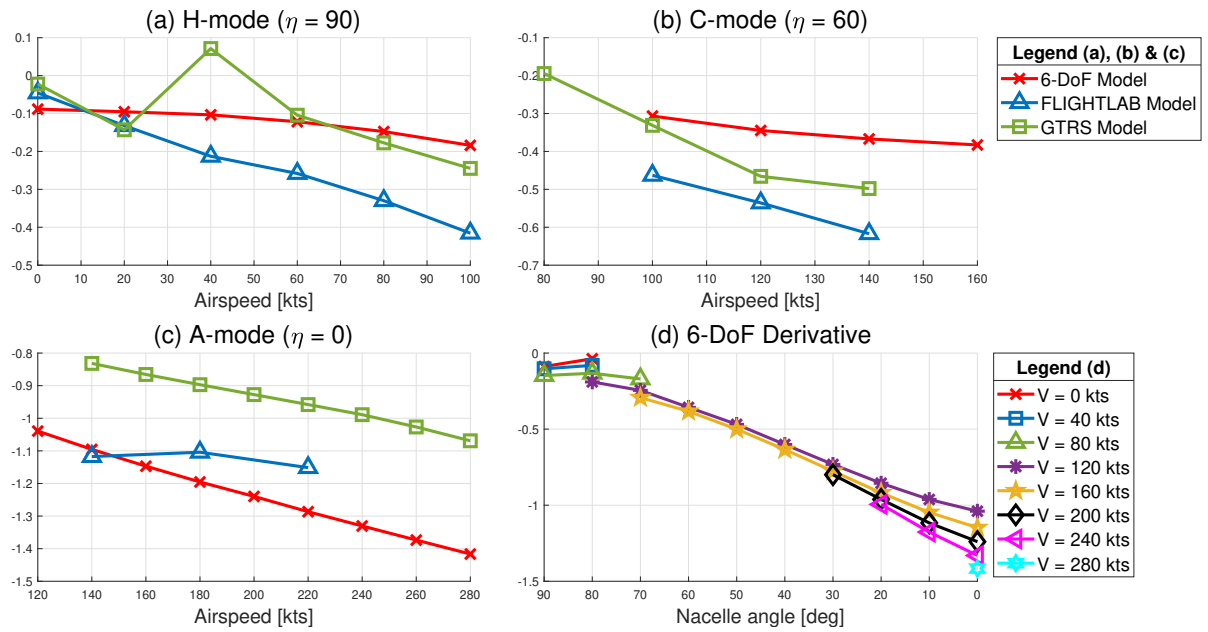 (a) H-mode (η = 90)
0.1
0
-0.1
-0.2
-0.3
-0.4
-0.5
0 10 20 30 40 50 60 70 80 90 100
Airspeed [kts]
(b) C-mode (η = 60)
-0.1
-0.2
-0.3
-0.4
-0.5
-0.6
-0.7
80 90 100 110 120 130 140 150 160
Airspeed [kts]
Legend (a), (b) & (c)
6-DoF Model
FLIGHTLAB Model
GTRS Model
(c) A-mode (η = 0)
-0.8
-0.9
-1
-1.1
-1.2
-1.3
-1.4
-1.5
120 140 160 180 200 220 240 260 280
Airspeed [kts]
(d) 6-DoF Derivative
0
-0.5
-1
-1.5
90 80 70 60 50 40 30 20 10 0
Nacelle angle [deg]
Legend (d)
V = 0 kts
V = 40 kts
V = 80 kts
V = 120 kts
V = 160 kts
V = 200 kts
V = 240 kts
V = 280 kts